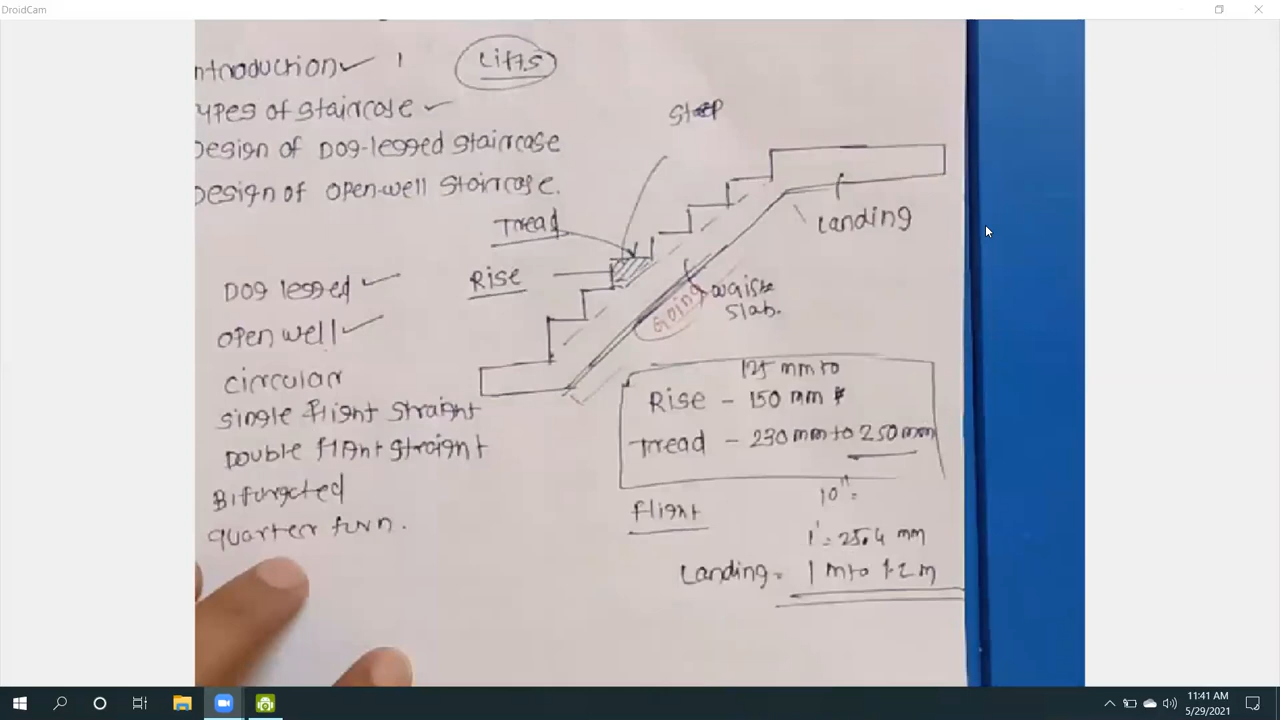 DroidCam
ntroduction
Lifts
ypes of staircase
Design of Dog-legged staircase
Design of open-well staircase.
Step
Tread
Rise
Landing
waist
slab.
Going
Dog legged
open well
circular
single flight straight
Double flight straight
Bifurgated
quarter turn.
125 mm to
Rise - 150 mm
Tread - 230 mm to 250 mm
flight
10" =
1' = 25.4 mm
Landing = 1 m to 1.2 m
11:41 AM
5/29/2021